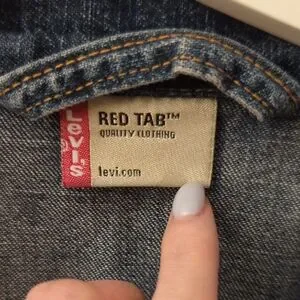 Levi's
RED TAB™
QUALITY CLOTHING
levi.com